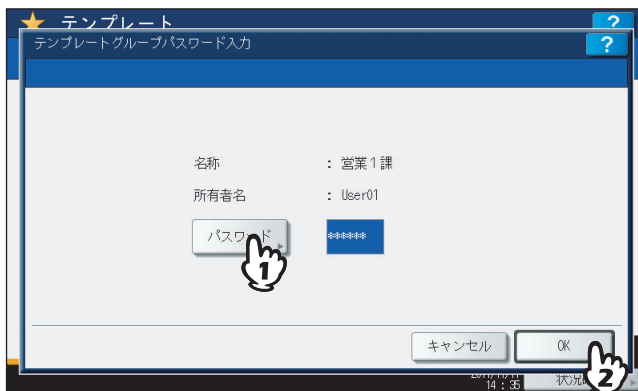 テンプレート
?
テンプレートグループパスワード入力
?
名称 : 営業1課
所有者名 : User01
パスワード
******
1
キャンセル
OK
2
14:35
状況